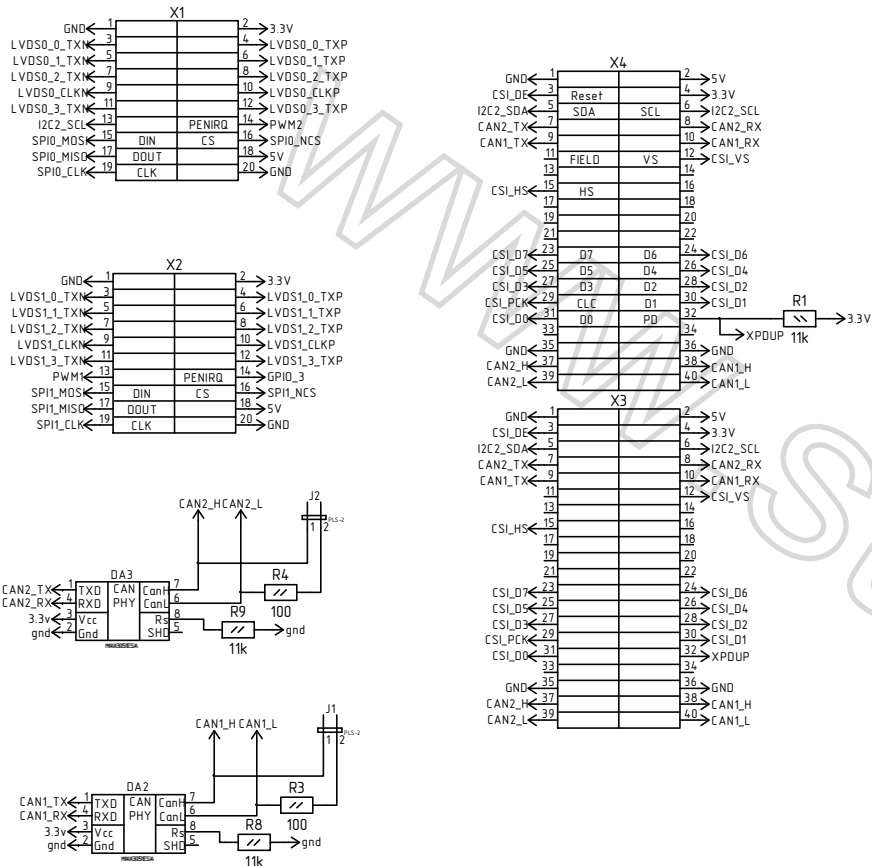 X1
GND 1 2 3.3V
LVDS0_0_TXN 3 4 LVDS0_0_TXP
LVDS0_1_TXN 5 6 LVDS0_1_TXP
LVDS0_2_TXN 7 8 LVDS0_2_TXP
LVDS0_CLKN 9 10 LVDS0_CLKP
LVDS0_3_TXN 11 12 LVDS0_3_TXP
I2C2_SCL 13 PENIRQ 14 PWM2
SPI0_MOSI 15 DIN CS 16 SPI0_NCS
SPI0_MISO 17 DOUT 18 5V
SPI0_CLK 19 CLK 20 GND
X2
GND 1 2 3.3V
LVDS1_0_TXN 3 4 LVDS1_0_TXP
LVDS1_1_TXN 5 6 LVDS1_1_TXP
LVDS1_2_TXN 7 8 LVDS1_2_TXP
LVDS1_CLKN 9 10 LVDS1_CLKP
LVDS1_3_TXN 11 12 LVDS1_3_TXP
PWM1 13 PENIRQ 14 GPIO_3
SPI1_MOSI 15 DIN CS 16 SPI1_NCS
SPI1_MISO 17 DOUT 18 5V
SPI1_CLK 19 CLK 20 GND
CAN2_H CAN2_L J2
1 2 PLS-2
DA3
R4
100
CAN2_TX 1 TXD CAN CanH 7
CAN2_RX 4 RXD PHY CanL 6
3.3v 3 Vcc Rs 8
gnd 2 Gnd SHD 5
R9
11k
gnd
CAN1_H CAN1_L J1
1 2 PLS-2
DA2
R3
100
CAN1_TX 1 TXD CAN CanH 7
CAN1_RX 4 RXD PHY CanL 6
3.3v 3 Vcc Rs 8
gnd 2 Gnd SHD 5
R8
11k
gnd
X4
GND 1 2 5V
CSI_DE 3 Reset 4 3.3V
I2C2_SDA 5 SDA SCL 6 I2C2_SCL
CAN2_TX 7 8 CAN2_RX
CAN1_TX 9 10 CAN1_RX
11 FIELD VS 12 CSI_VS
13 14
CSI_HS 15 HS 16
17 18
19 20
21 22
CSI_D7 23 D7 D6 24 CSI_D6
CSI_D5 25 D5 D4 26 CSI_D4
CSI_D3 27 D3 D2 28 CSI_D2
CSI_PCK 29 CLC D1 30 CSI_D1
CSI_D0 31 D0 PD 32
33 34
GND 35 36 GND
CAN2_H 37 38 CAN1_H
CAN2_L 39 40 CAN1_L
R1
11k
3.3V
XPDUP
X3
GND 1 2 5V
CSI_DE 3 4 3.3V
I2C2_SDA 5 6 I2C2_SCL
CAN2_TX 7 8 CAN2_RX
CAN1_TX 9 10 CAN1_RX
11 12 CSI_VS
13 14
CSI_HS 15 16
17 18
19 20
21 22
CSI_D7 23 24 CSI_D6
CSI_D5 25 26 CSI_D4
CSI_D3 27 28 CSI_D2
CSI_PCK 29 30 CSI_D1
CSI_D0 31 32 XPDUP
33 34
GND 35 36 GND
CAN2_H 37 38 CAN1_H
CAN2_L 39 40 CAN1_L